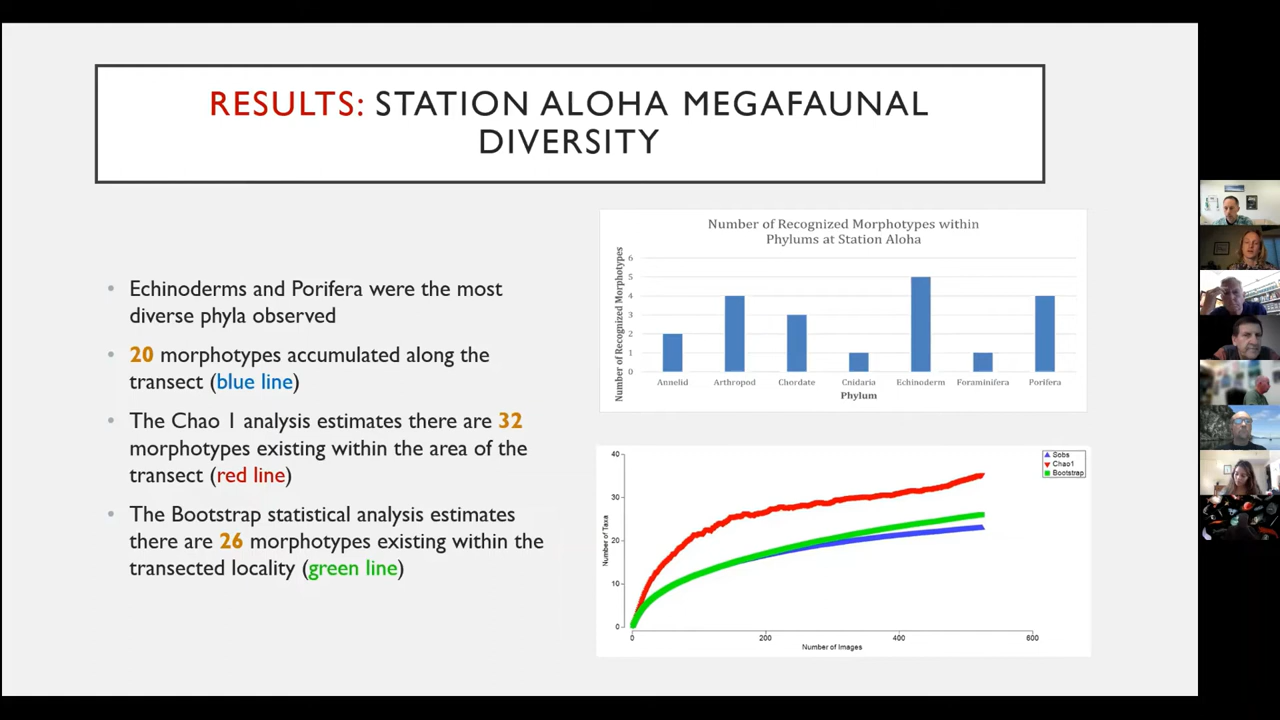 RESULTS: STATION ALOHA MEGAFAUNAL
DIVERSITY
• Echinoderms and Porifera were the most
diverse phyla observed
• 20 morphotypes accumulated along the
transect (blue line)
• The Chao 1 analysis estimates there are 32
morphotypes existing within the area of the
transect (red line)
• The Bootstrap statistical analysis estimates
there are 26 morphotypes existing within the
transected locality (green line)
Number of Recognized Morphotypes within
Phylums at Station Aloha
Number of Recognized Morphotypes
6
5
4
3
2
1
0
Annelid Arthropod Chordate Cnidaria Echinoderm Foraminifera Porifera
Phylum
Sobs
Chao1
Bootstrap
Number of Taxa
40
30
20
10
0
0 200 400 600
Number of Images